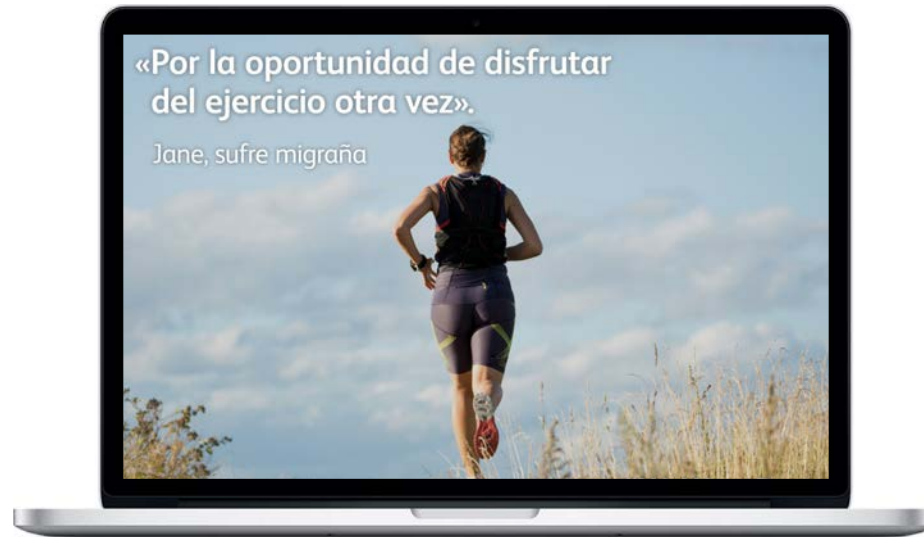 «Por la oportunidad de disfrutar
del ejercicio otra vez».
Jane, sufre migraña